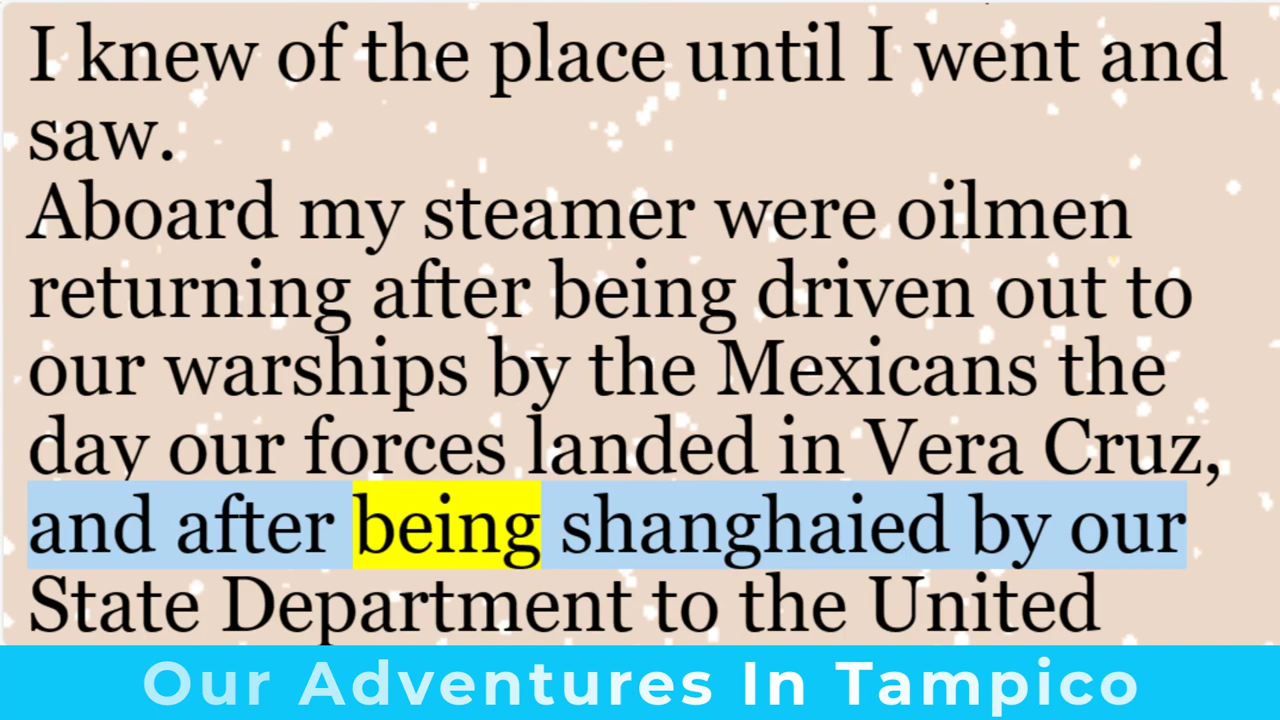 I knew of the place until I went and
saw.
Aboard my steamer were oilmen
returning after being driven out to
our warships by the Mexicans the
day our forces landed in Vera Cruz,
and after being shanghaied by our
State Department to the United
Our Adventures In Tampico